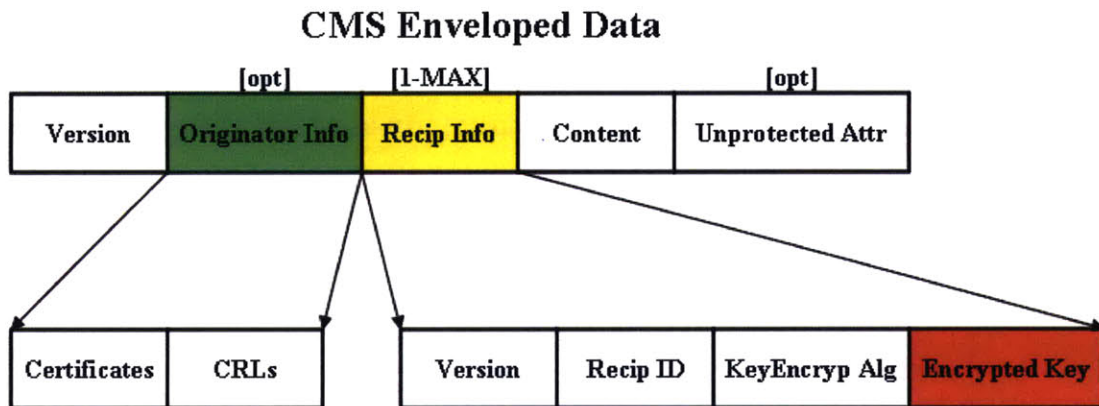 CMS Enveloped Data
[opt] [1-MAX] [opt]
Version Originator Info Recip Info Content Unprotected Attr
Certificates CRLs Version Recip ID KeyEncryp Alg Encrypted Key